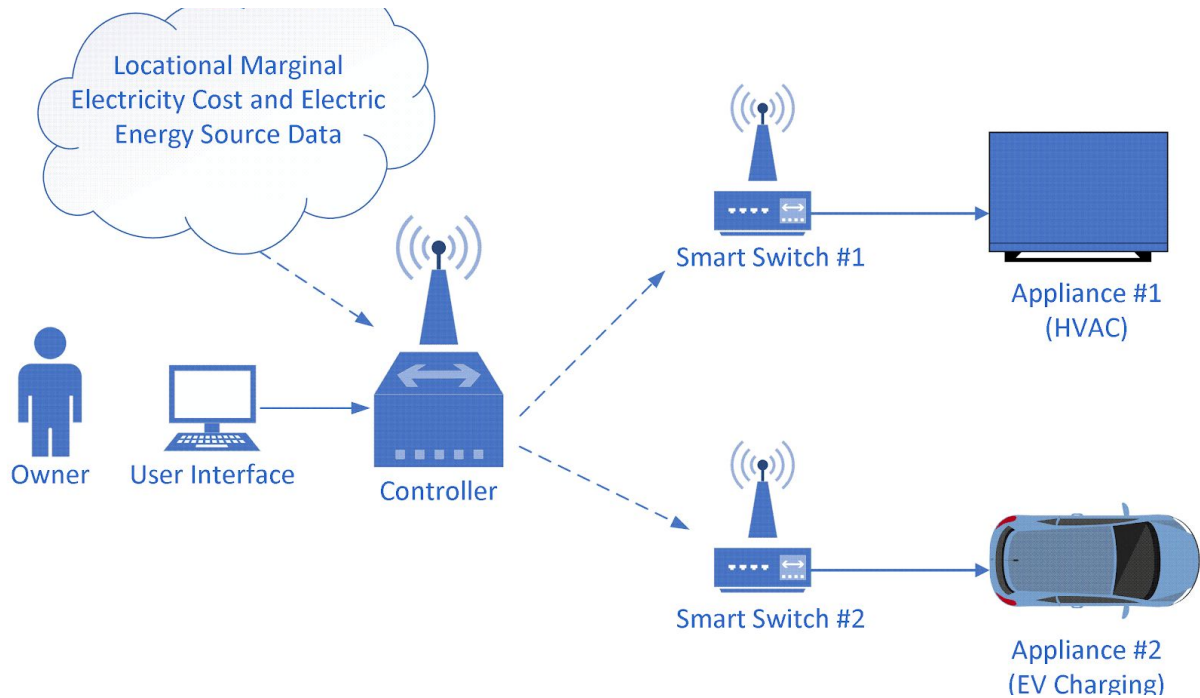 Locational Marginal
Electricity Cost and Electric
Energy Source Data
Smart Switch #1
Appliance #1
(HVAC)
Owner
User Interface
Controller
Smart Switch #2
Appliance #2
(EV Charging)